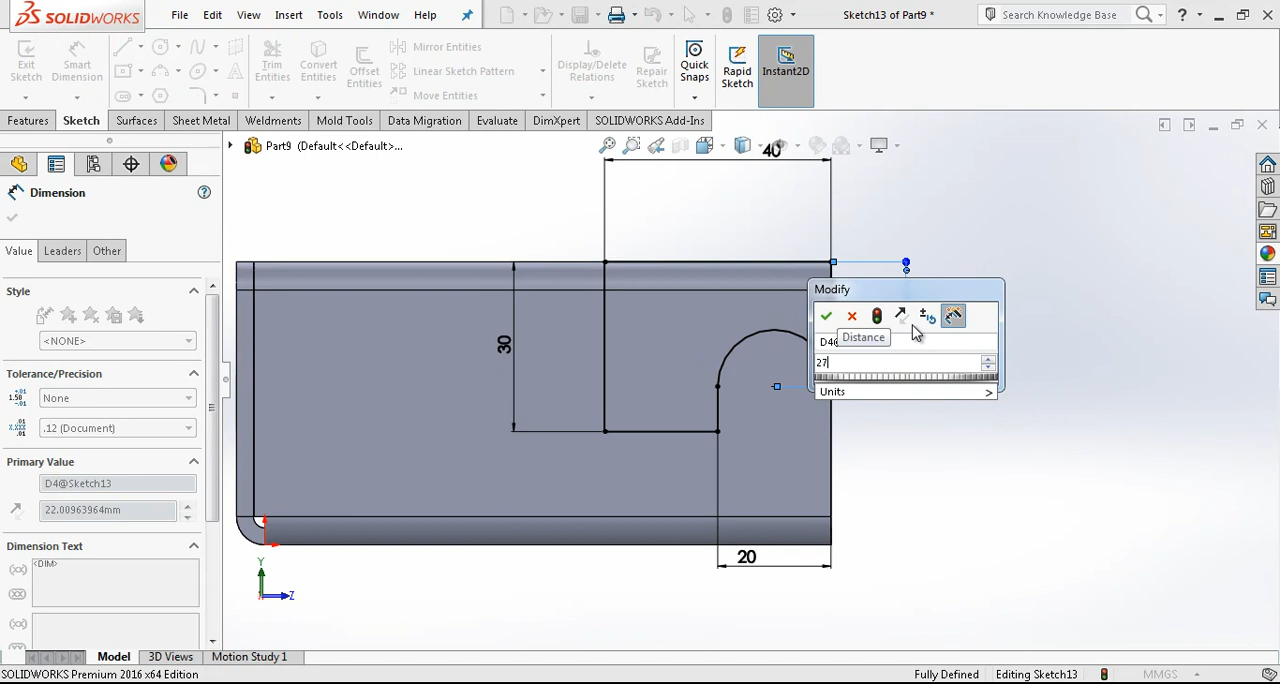 SOLIDWORKS
File Edit View Insert Tools Window Help
Sketch13 of Part9 *
Search Knowledge Base
Exit Sketch
Smart Dimension
Trim Entities
Convert Entities
Offset Entities
Mirror Entities
Linear Sketch Pattern
Move Entities
Display/Delete Relations
Repair Sketch
Quick Snaps
Rapid Sketch
Instant2D
Features Sketch Surfaces Sheet Metal Weldments Mold Tools Data Migration Evaluate DimXpert SOLIDWORKS Add-Ins
Part9 (Default<<Default>...
40
Dimension
Value Leaders Other
Style
<NONE>
Tolerance/Precision
None
.12 (Document)
Primary Value
D4@Sketch13
22.00963964mm
Dimension Text
<DIM>
Modify
D4@
Distance
27
Units >
30
20
Y
Z
Model 3D Views Motion Study 1
SOLIDWORKS Premium 2016 x64 Edition
Fully Defined Editing Sketch13 MMGS